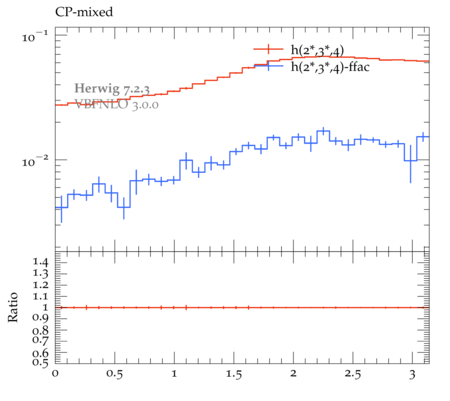 CP-mixed
10⁻¹
h(2*,3*,4)
h(2*,3*,4)-ffac
Herwig 7.2.3
VBFNLO 3.0.0
10⁻²
1.4
1.3
1.2
1.1
1
0.9
0.8
0.7
0.6
0.5
Ratio
0 0.5 1 1.5 2 2.5 3